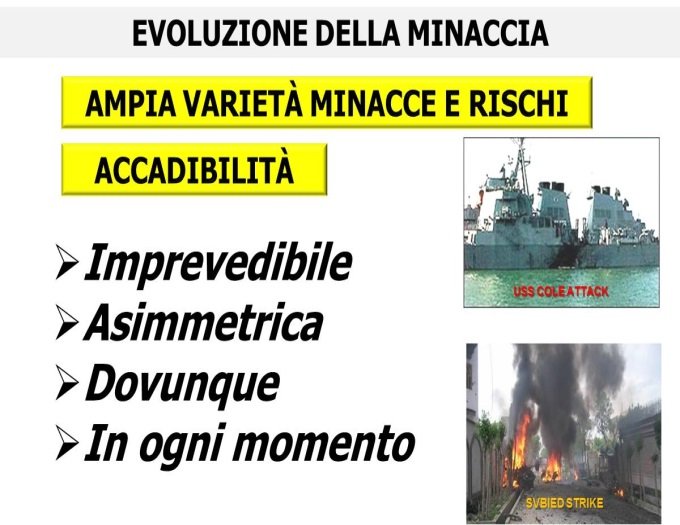 EVOLUZIONE DELLA MINACCIA
AMPIA VARIETÀ MINACCE E RISCHI
ACCADIBILITÀ
Imprevedibile
Asimmetrica
Dovunque
In ogni momento
USS COLE ATTACK
SVBIED STRIKE